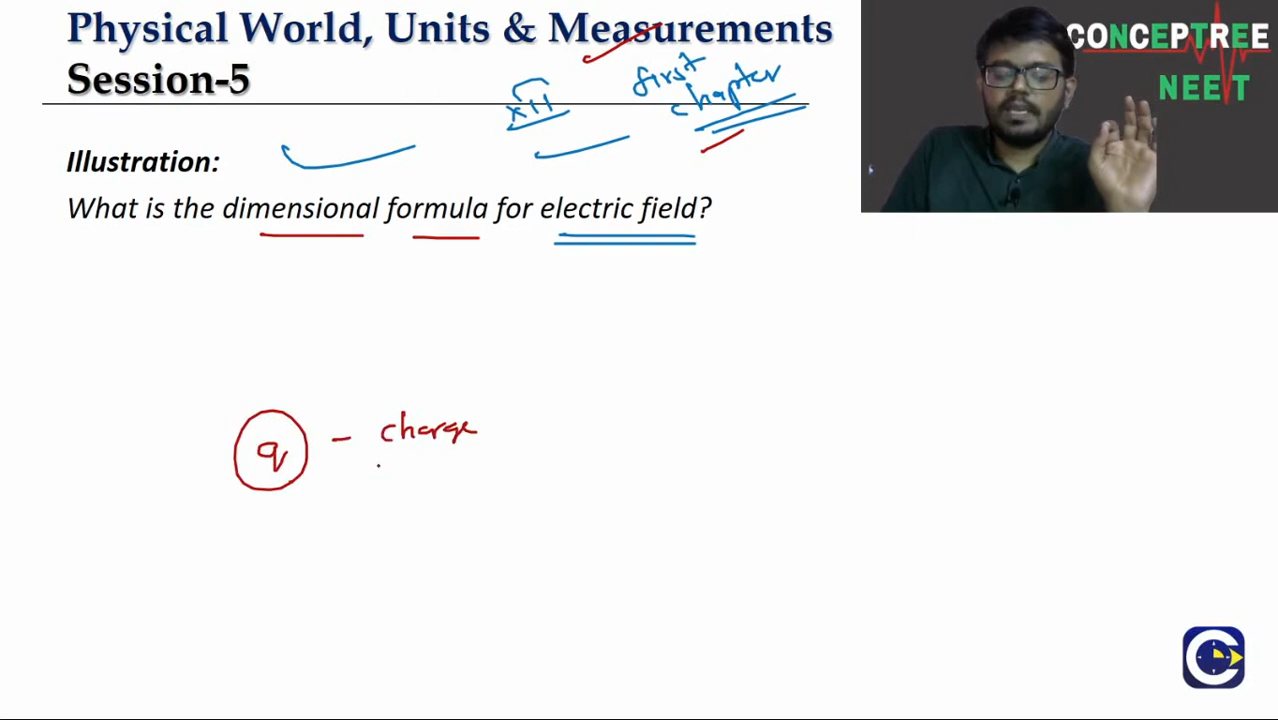 Physical World, Units & Measurements
Session-5
CONCEPTREE
NEET
xii
first
chapter
Illustration:
What is the dimensional formula for electric field?
q - charge